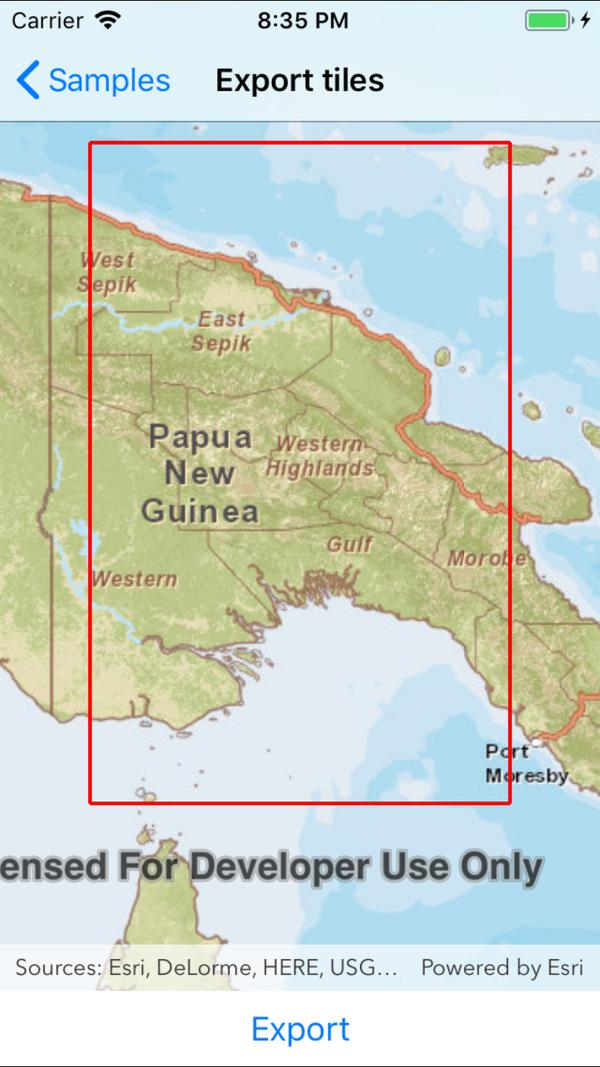 Carrier 8:35 PM
Samples Export tiles
West
Sepik
East
Sepik
Papua
New
Guinea
Western
Highlands
Gulf
Morobe
Western
Port
Moresby
ensed For Developer Use Only
Sources: Esri, DeLorme, HERE, USG... Powered by Esri
Export